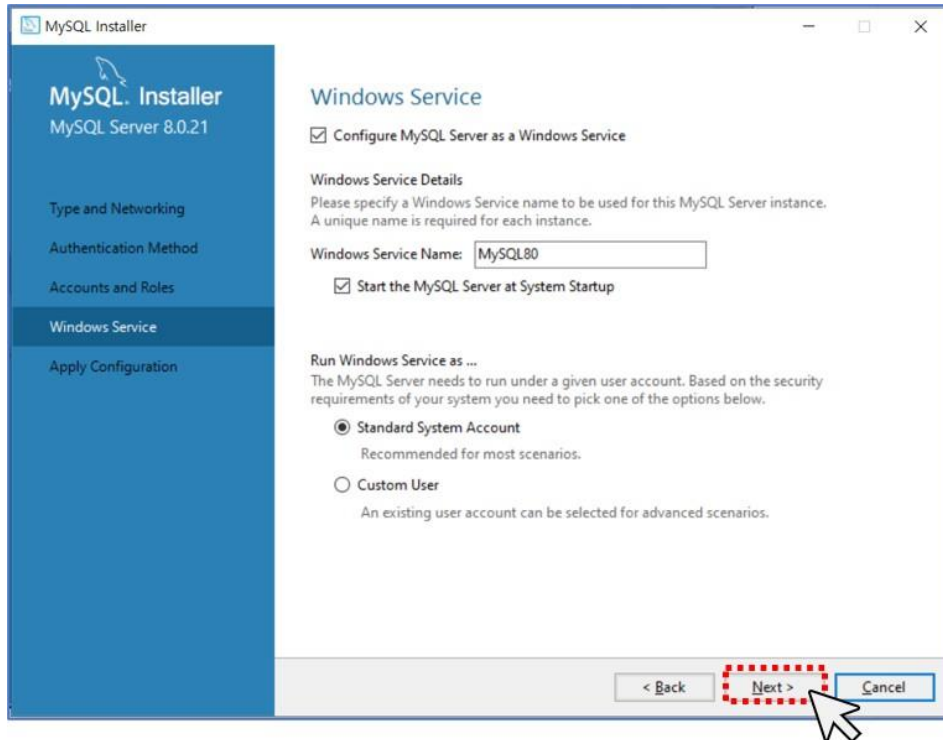 MySQL Installer
MySQL. Installer
MySQL Server 8.0.21
Type and Networking
Authentication Method
Accounts and Roles
Windows Service
Apply Configuration
Windows Service
Configure MySQL Server as a Windows Service
Windows Service Details
Please specify a Windows Service name to be used for this MySQL Server instance.
A unique name is required for each instance.
Windows Service Name: MySQL80
Start the MySQL Server at System Startup
Run Windows Service as ...
The MySQL Server needs to run under a given user account. Based on the security
requirements of your system you need to pick one of the options below.
Standard System Account
Recommended for most scenarios.
Custom User
An existing user account can be selected for advanced scenarios.
< Back Next > Cancel